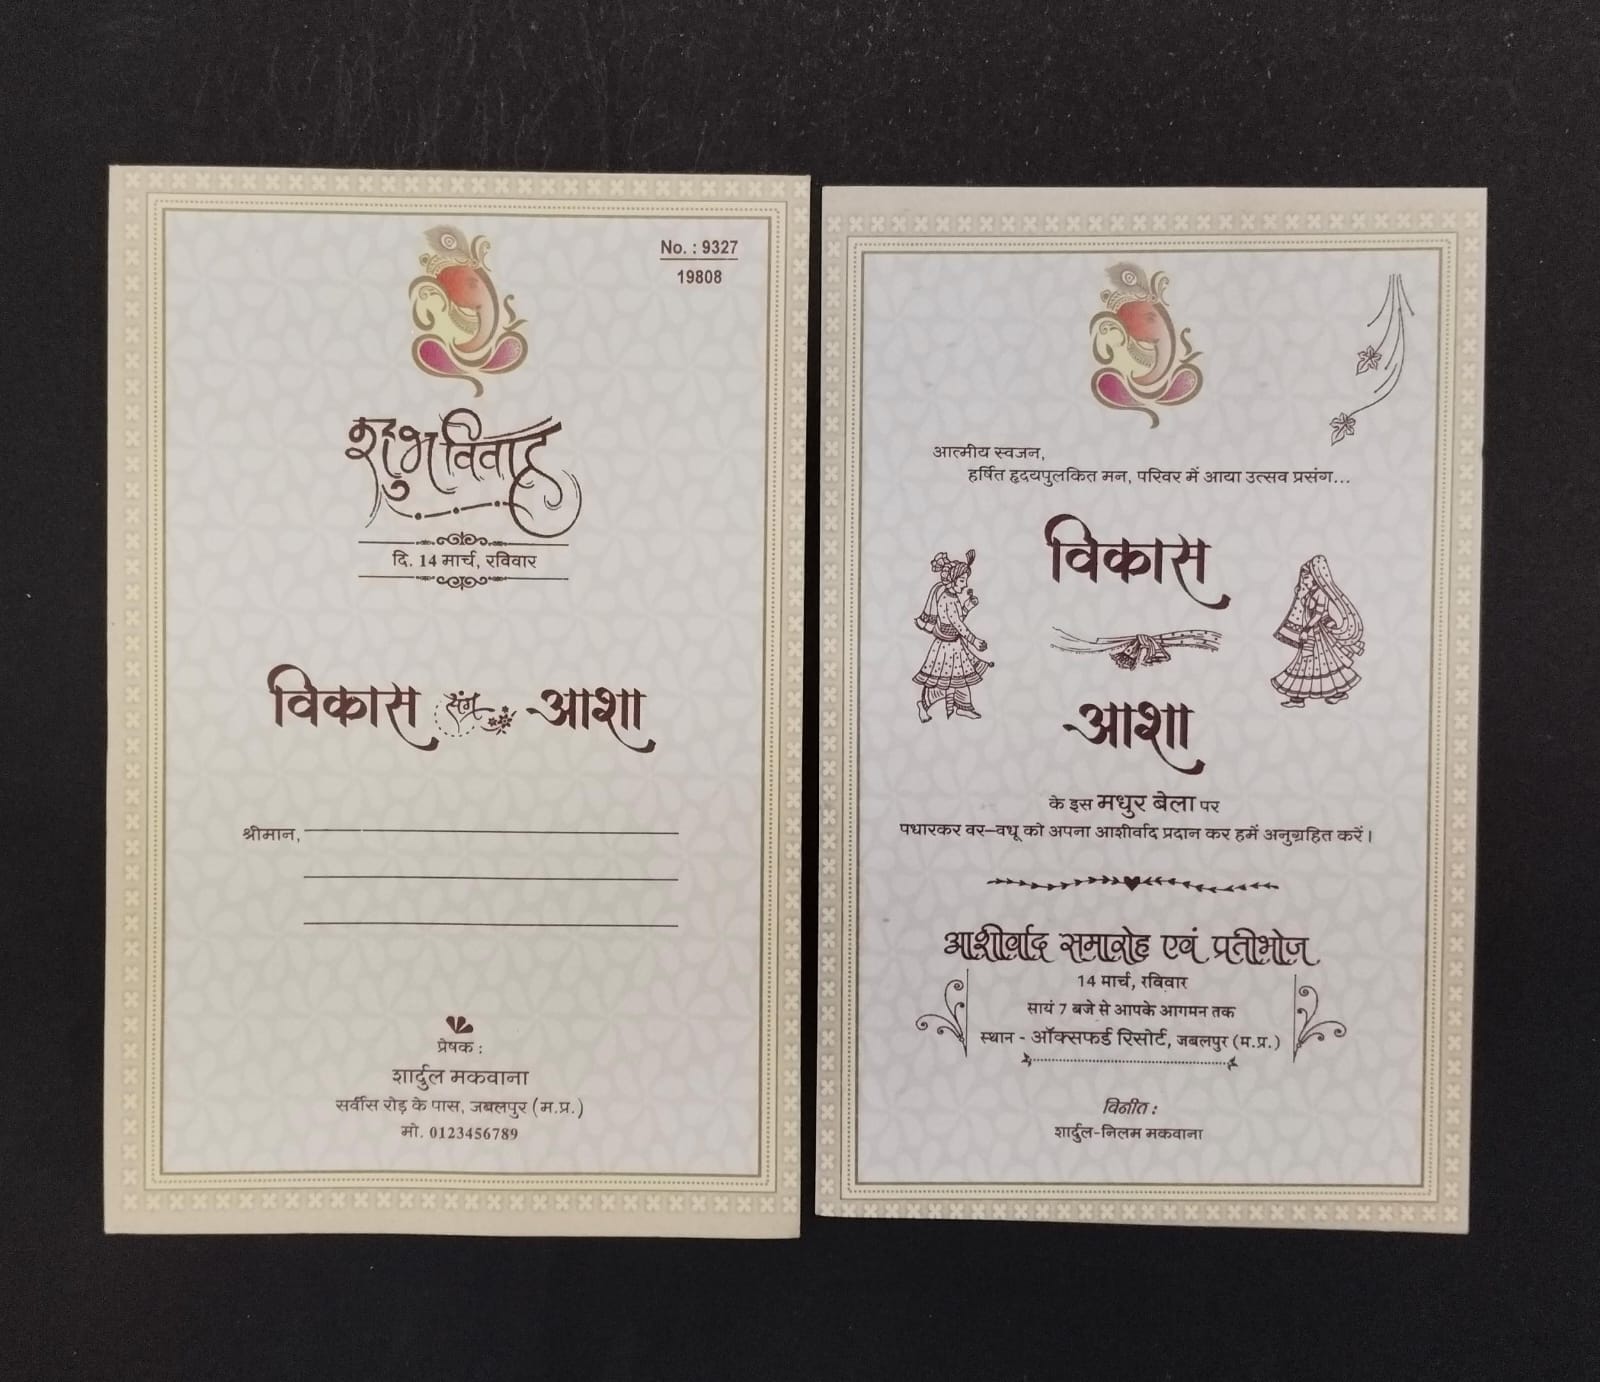 No. : 9327
19808
शुभ विवाह
दि. 14 मार्च, रविवार
विकास संग आशा
श्रीमान,
प्रेषक :
शार्दुल मकवाना
सर्वीस रोड़ के पास, जबलपुर (म.प्र.)
मो. 0123456789
आत्मीय स्वजन,
हर्षित हृदयपुलकित मन, परिवर में आया उत्सव प्रसंग...
विकास
आशा
के इस मधुर बेला पर
पधारकर वर-वधू को अपना आशीर्वाद प्रदान कर हमें अनुग्रहित करें।
आशीर्वाद समारोह एवं प्रतीभोज
14 मार्च, रविवार
सायं 7 बजे से आपके आगमन तक
स्थान - ऑक्सफर्ड रिसोर्ट, जबलपुर (म.प्र.)
विनीत :
शार्दुल-निलम मकवाना